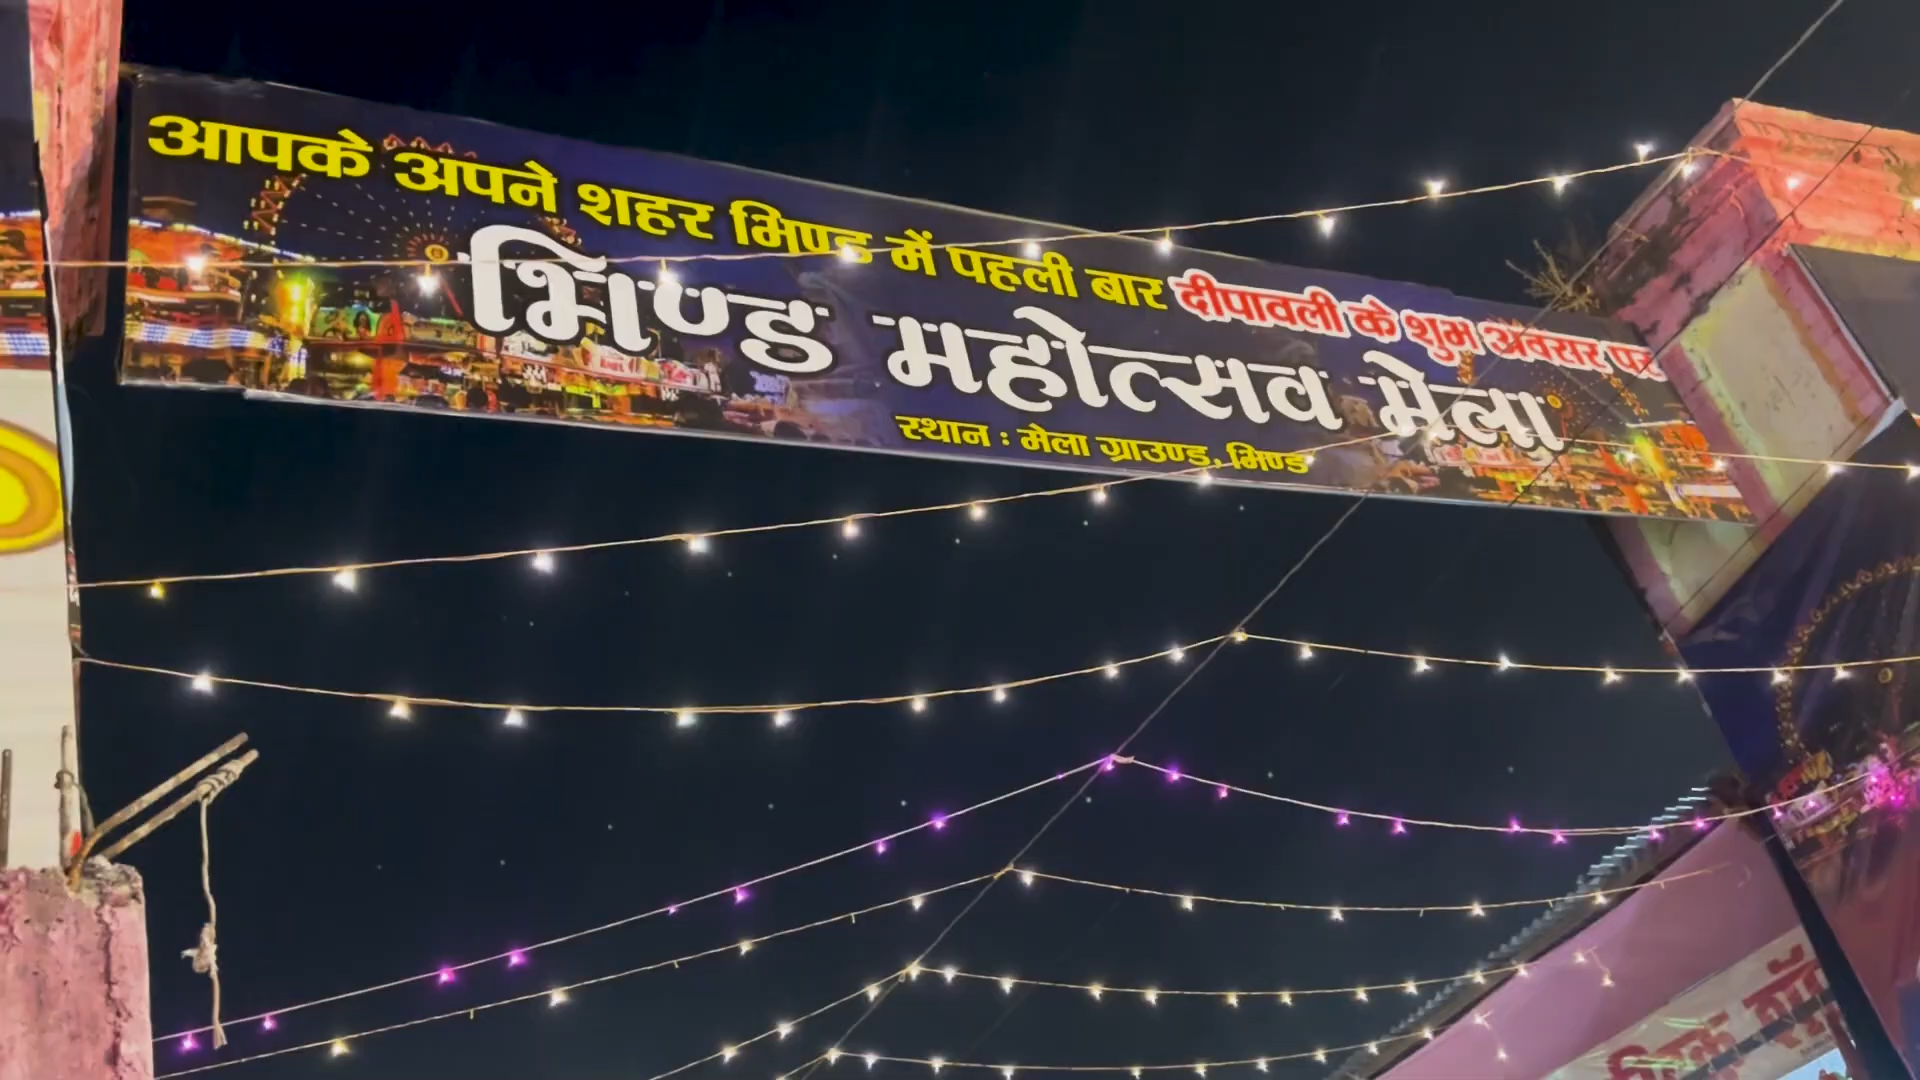 आपके अपने शहर भिण्ड में पहली बार दीपावली के शुभ अवसर पर
भिण्ड महोत्सव मेला
स्थान : मेला ग्राउण्ड, भिण्ड